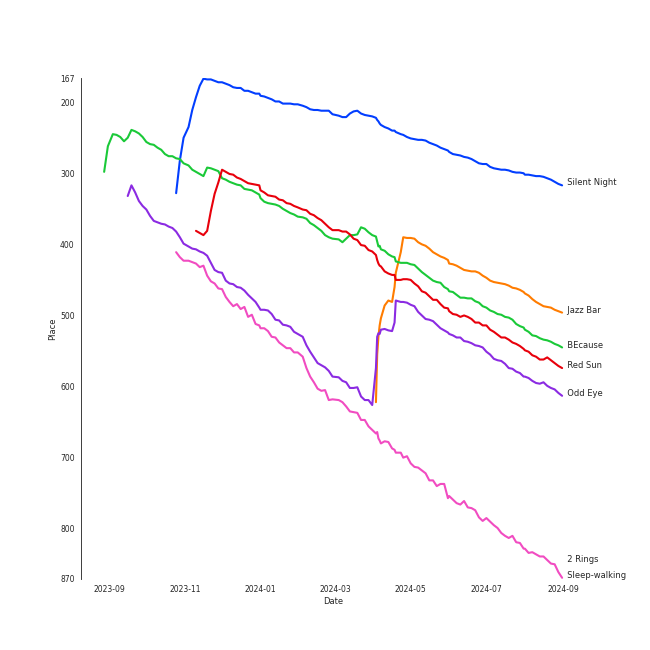 167
200
300
400
500
600
700
800
870
Place
2023-09
2023-11
2024-01
2024-03
2024-05
2024-07
2024-09
Date
Silent Night
Jazz Bar
BEcause
Red Sun
Odd Eye
2 Rings
Sleep-walking